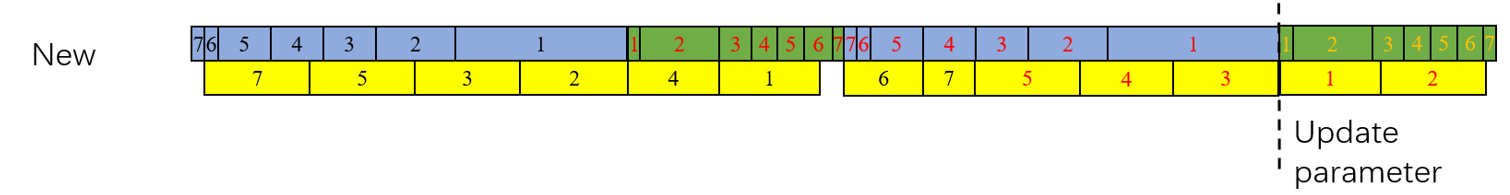 7 6 5 4 3 2 1 1 2 3 4 5 6 7 7 6 5 4 3 2 1 1 2 3 4 5 6 7
New
7 5 3 2 4 1 6 7 5 4 3 1 2
Update
parameter